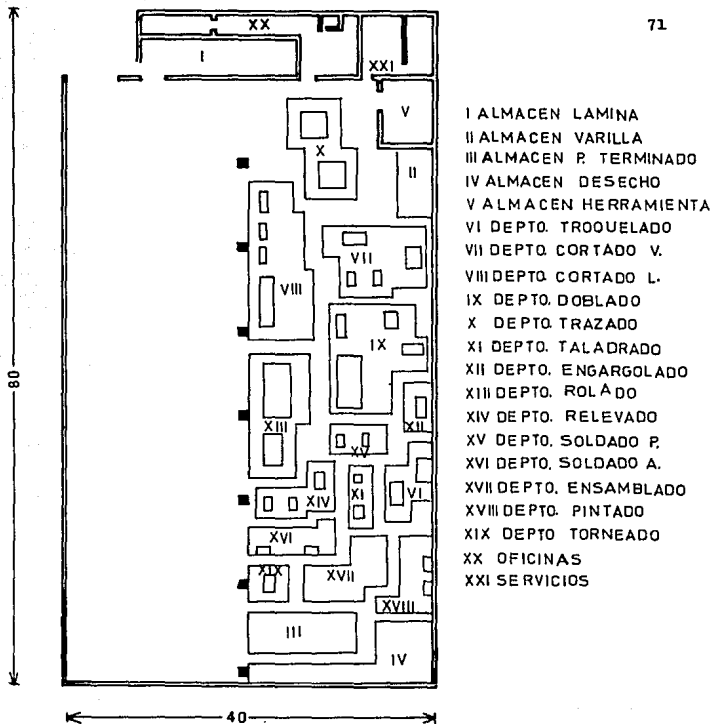 71
XX
I
XXI
V
X
II
VII
VIII
IX
XII
XIII
XV
VI
XI
XIV
XVI
XIX
XVII
XVIII
III
IV
80
40
I ALMACEN LAMINA
II ALMACEN VARILLA
III ALMACEN P. TERMINADO
IV ALMACEN DESECHO
V ALMACEN HERRAMIENTA
VI DEPTO. TROQUELADO
VII DEPTO. CORTADO V.
VIII DEPTO. CORTADO L.
IX DEPTO. DOBLADO
X DEPTO. TRAZADO
XI DEPTO. TALADRADO
XII DEPTO. ENGARGOLADO
XIII DEPTO. ROLADO
XIV DEPTO. RELEVADO
XV DEPTO. SOLDADO P.
XVI DEPTO. SOLDADO A.
XVII DEPTO. ENSAMBLADO
XVIII DEPTO. PINTADO
XIX DEPTO TORNEADO
XX OFICINAS
XXI SERVICIOS